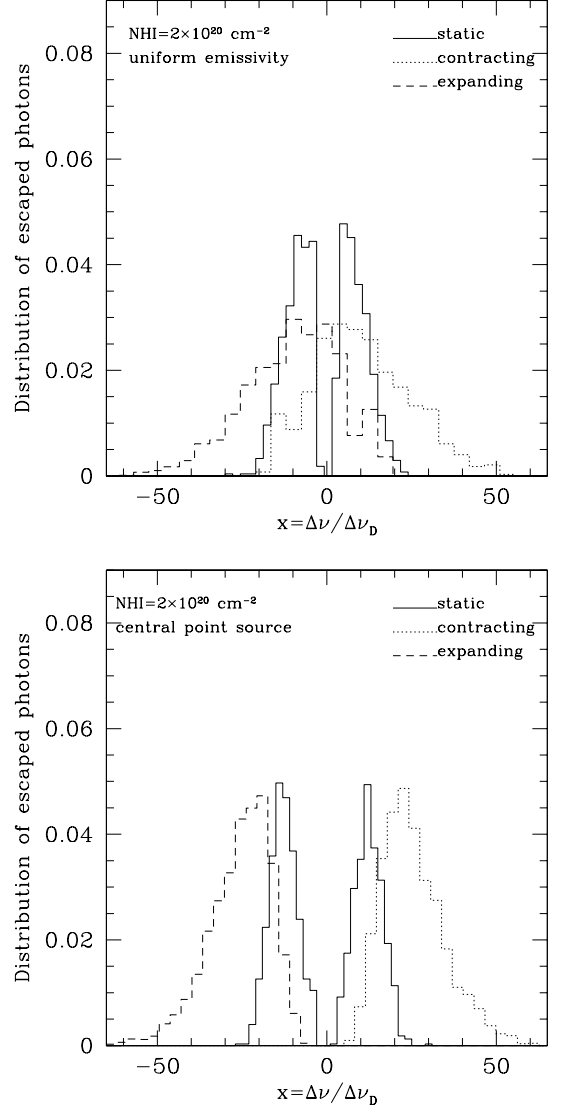 NHI=2×10²⁰ cm⁻²
uniform emissivity
static
contracting
expanding
Distribution of escaped photons
0.08
0.06
0.04
0.02
0
−50
0
50
x=Δν/Δν_D
NHI=2×10²⁰ cm⁻²
central point source
static
contracting
expanding
Distribution of escaped photons
0.08
0.06
0.04
0.02
0
−50
0
50
x=Δν/Δν_D